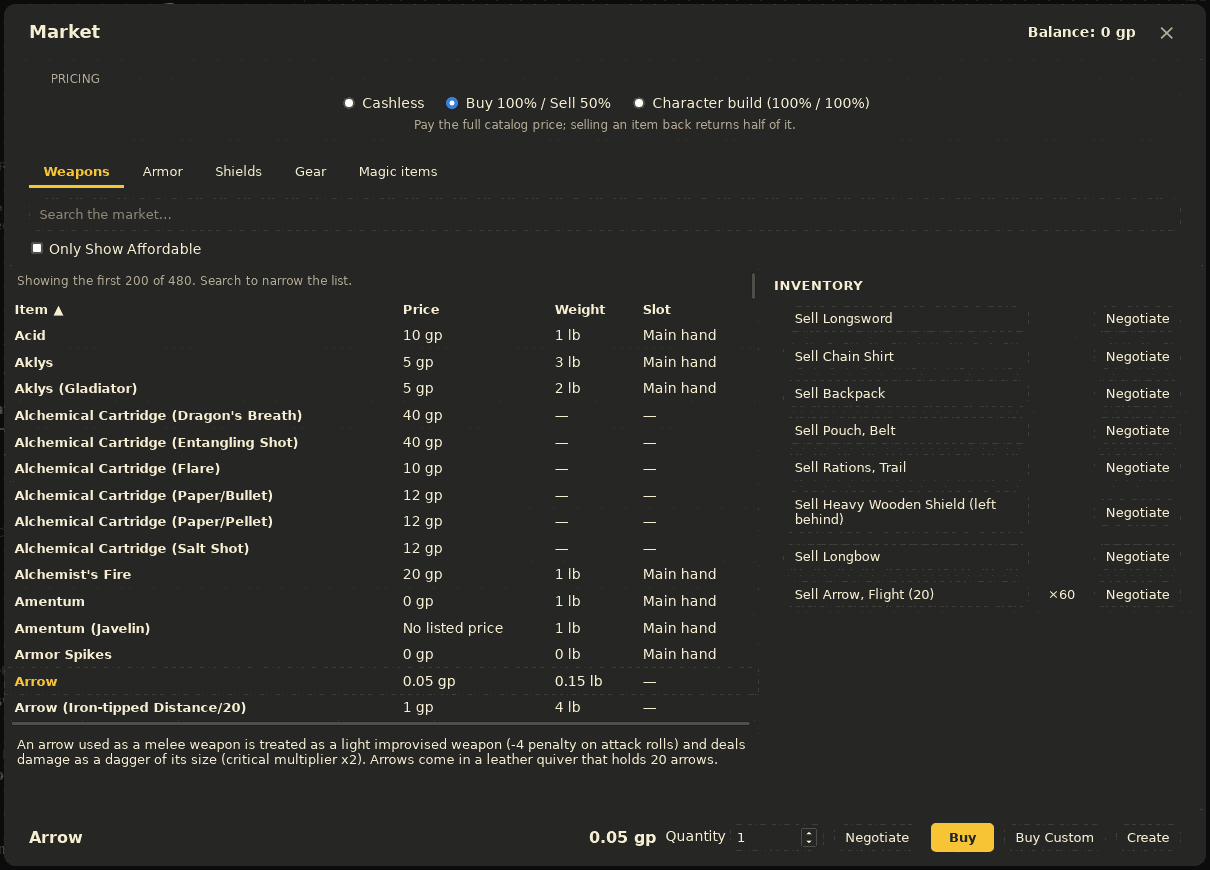 Market
Balance: 0 gp ×
PRICING
Cashless Buy 100% / Sell 50% Character build (100% / 100%)
Pay the full catalog price; selling an item back returns half of it.
Weapons Armor Shields Gear Magic items
Search the market...
Only Show Affordable
Showing the first 200 of 480. Search to narrow the list.
Item ▲ Price Weight Slot
Acid 10 gp 1 lb Main hand
Aklys 5 gp 3 lb Main hand
Aklys (Gladiator) 5 gp 2 lb Main hand
Alchemical Cartridge (Dragon's Breath) 40 gp — —
Alchemical Cartridge (Entangling Shot) 40 gp — —
Alchemical Cartridge (Flare) 10 gp — —
Alchemical Cartridge (Paper/Bullet) 12 gp — —
Alchemical Cartridge (Paper/Pellet) 12 gp — —
Alchemical Cartridge (Salt Shot) 12 gp — —
Alchemist's Fire 20 gp 1 lb Main hand
Amentum 0 gp 1 lb Main hand
Amentum (Javelin) No listed price 1 lb Main hand
Armor Spikes 0 gp 0 lb Main hand
Arrow 0.05 gp 0.15 lb —
Arrow (Iron-tipped Distance/20) 1 gp 4 lb —
An arrow used as a melee weapon is treated as a light improvised weapon (-4 penalty on attack rolls) and deals
damage as a dagger of its size (critical multiplier x2). Arrows come in a leather quiver that holds 20 arrows.
INVENTORY
Sell Longsword Negotiate
Sell Chain Shirt Negotiate
Sell Backpack Negotiate
Sell Pouch, Belt Negotiate
Sell Rations, Trail Negotiate
Sell Heavy Wooden Shield (left
behind) Negotiate
Sell Longbow Negotiate
Sell Arrow, Flight (20) ×60 Negotiate
Arrow 0.05 gp Quantity 1 Negotiate Buy Buy Custom Create